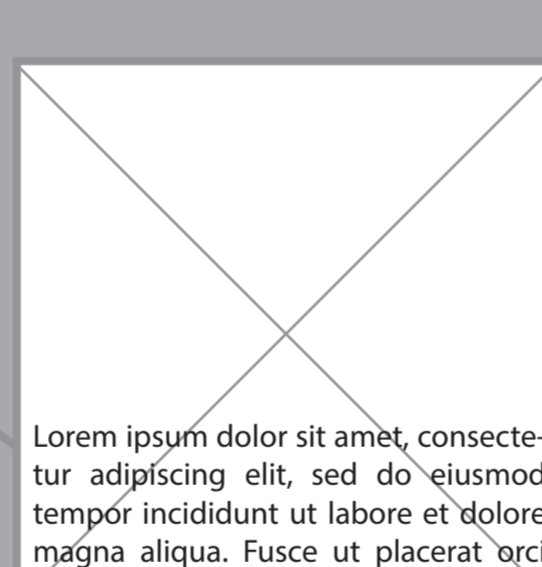 Lorem ipsum dolor sit amet, consecte-
tur adipiscing elit, sed do eiusmod
tempor incididunt ut labore et dolore
magna aliqua. Fusce ut placerat orci